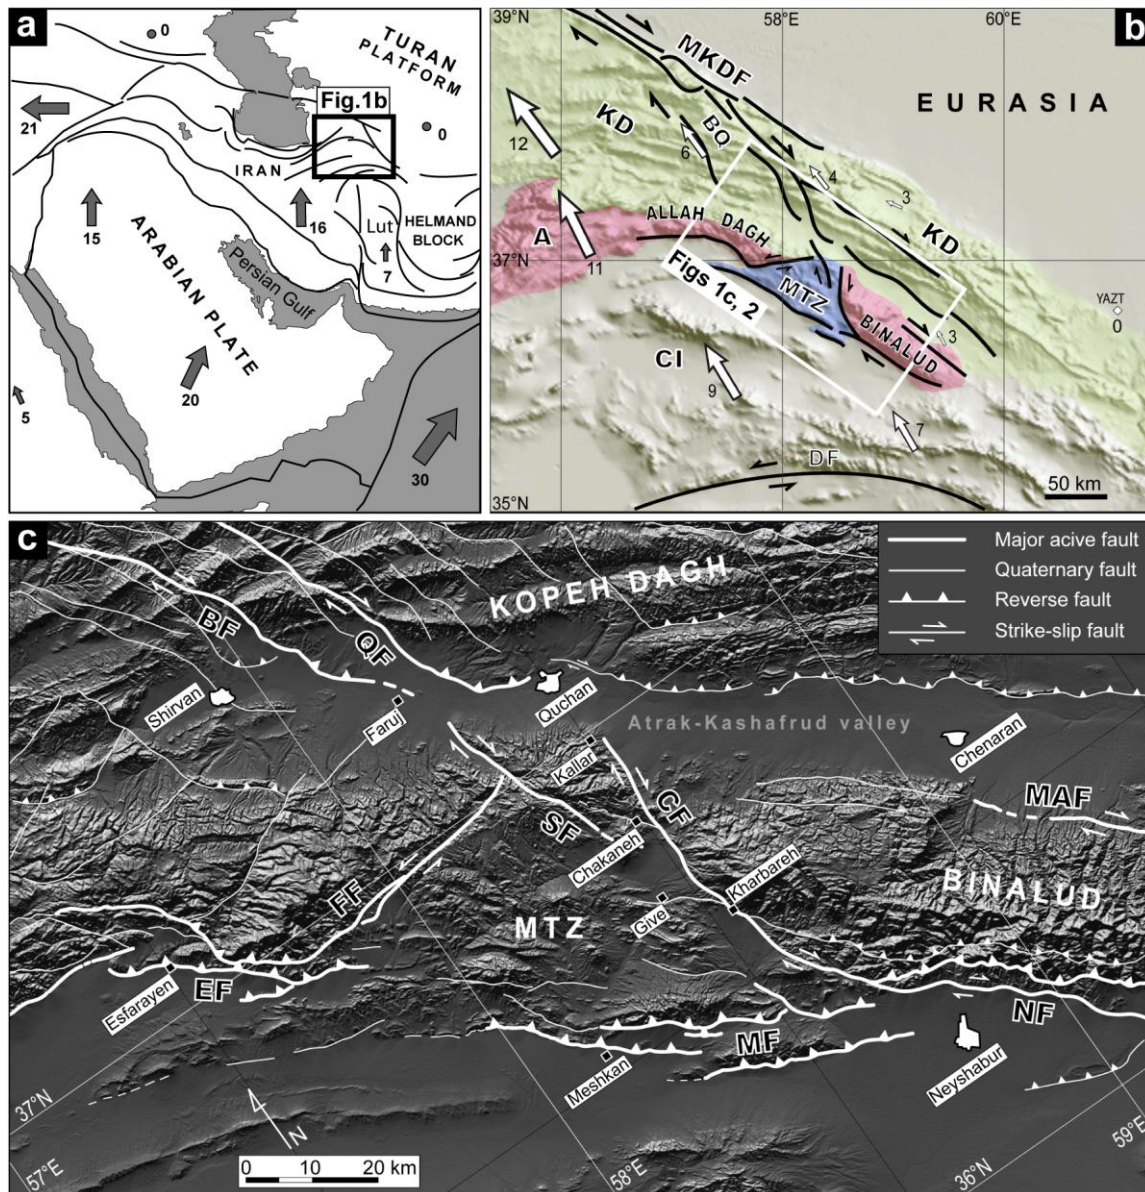 a
TURAN
PLATFORM
0
Fig.1b
0
21
IRAN
15
16
Lut
HELMAND
BLOCK
7
ARABIAN PLATE
Persian Gulf
20
5
30
39°N
58°E
60°E
b
MKDF
EURASIA
KD
BQ
12
6
4
3
KD
ALLAH DAGH
A
37°N
11
MTZ
Figs 1c, 2
YAZT
0
BINALUD
3
CI
9
7
DF
35°N
50 km
c
Major acive fault
Quaternary fault
Reverse fault
Strike-slip fault
KOPEH DAGH
BF
QF
Shirvan
Faruj
Quchan
Atrak-Kashafrud valley
Kallar
Chenaran
MAF
CF
SF
Chakaneh
Kharbareh
BINALUD
FF
MTZ
Give
EF
Esfarayen
NF
MF
Meshkan
Neyshabur
37°N
N
57°E
0 10 20 km
58°E
36°N
59°E